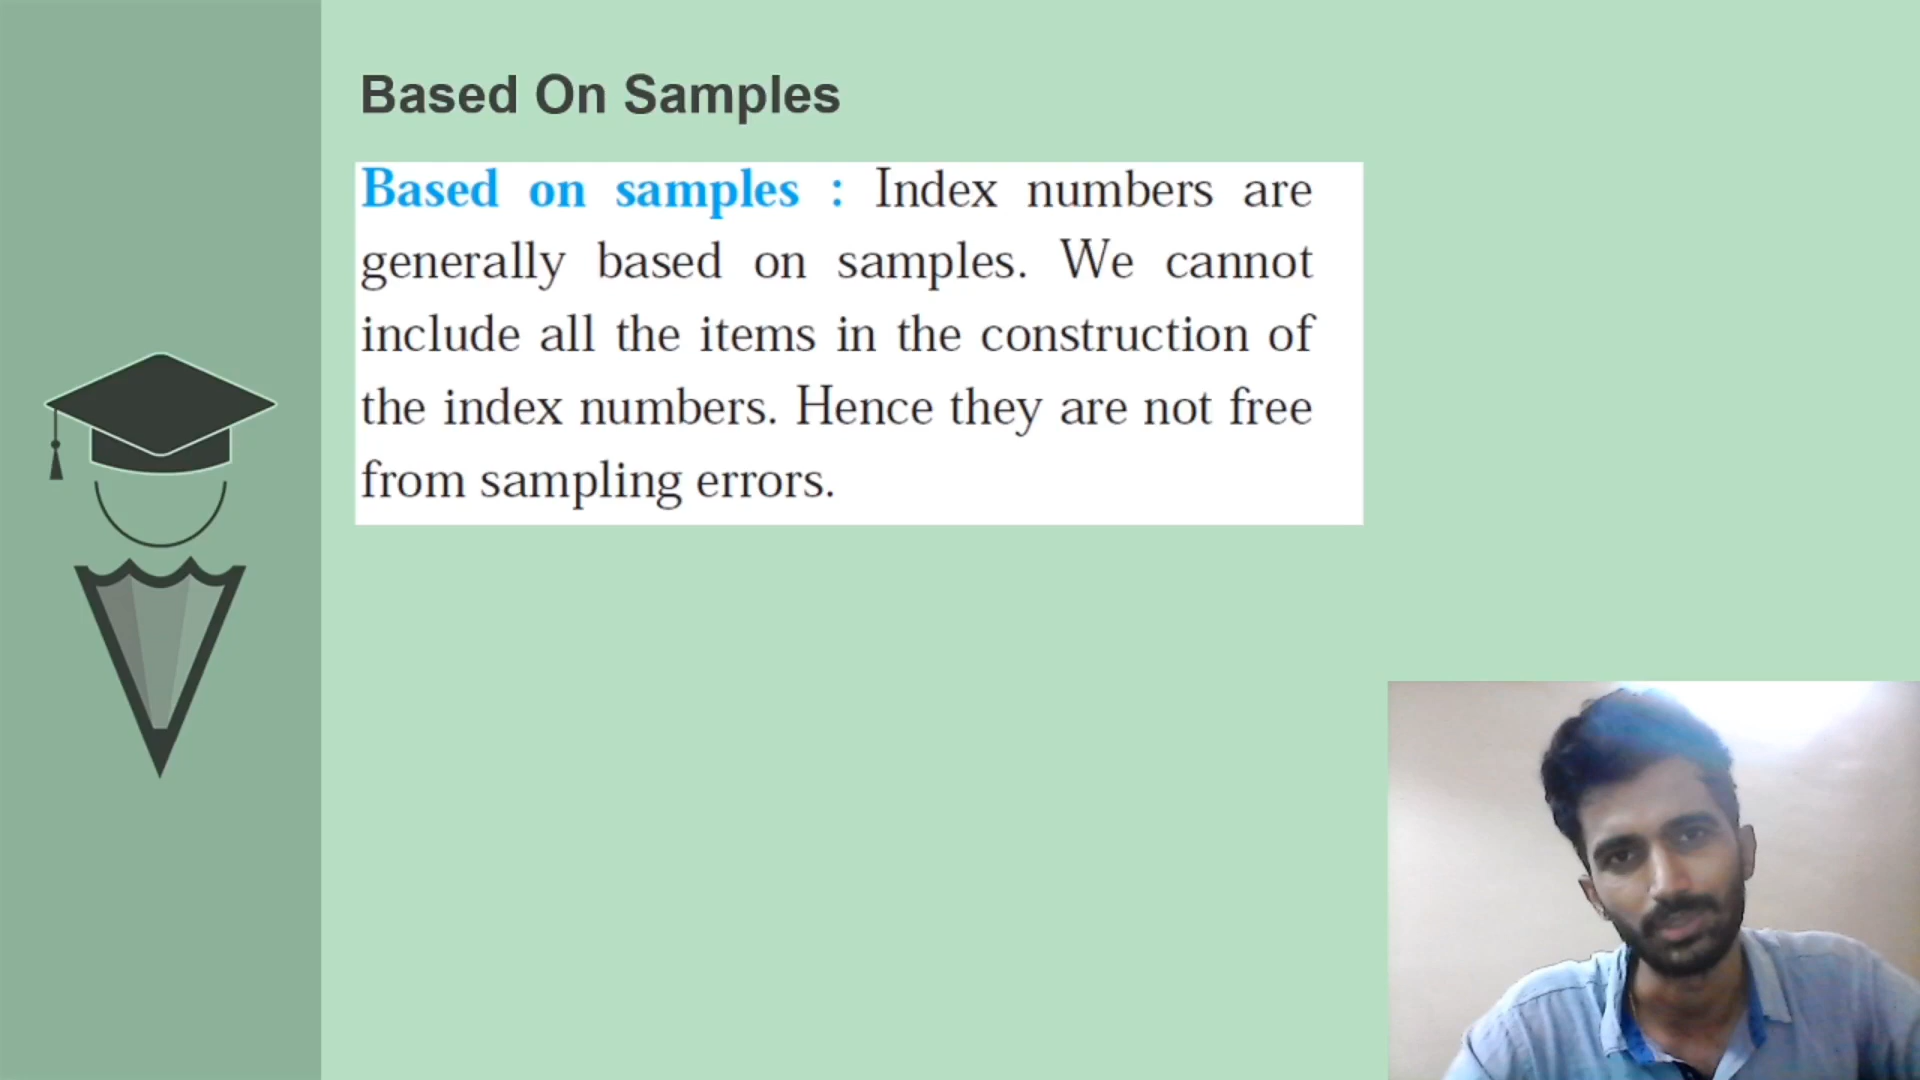 Based On Samples
Based on samples : Index numbers are
generally based on samples. We cannot
include all the items in the construction of
the index numbers. Hence they are not free
from sampling errors.